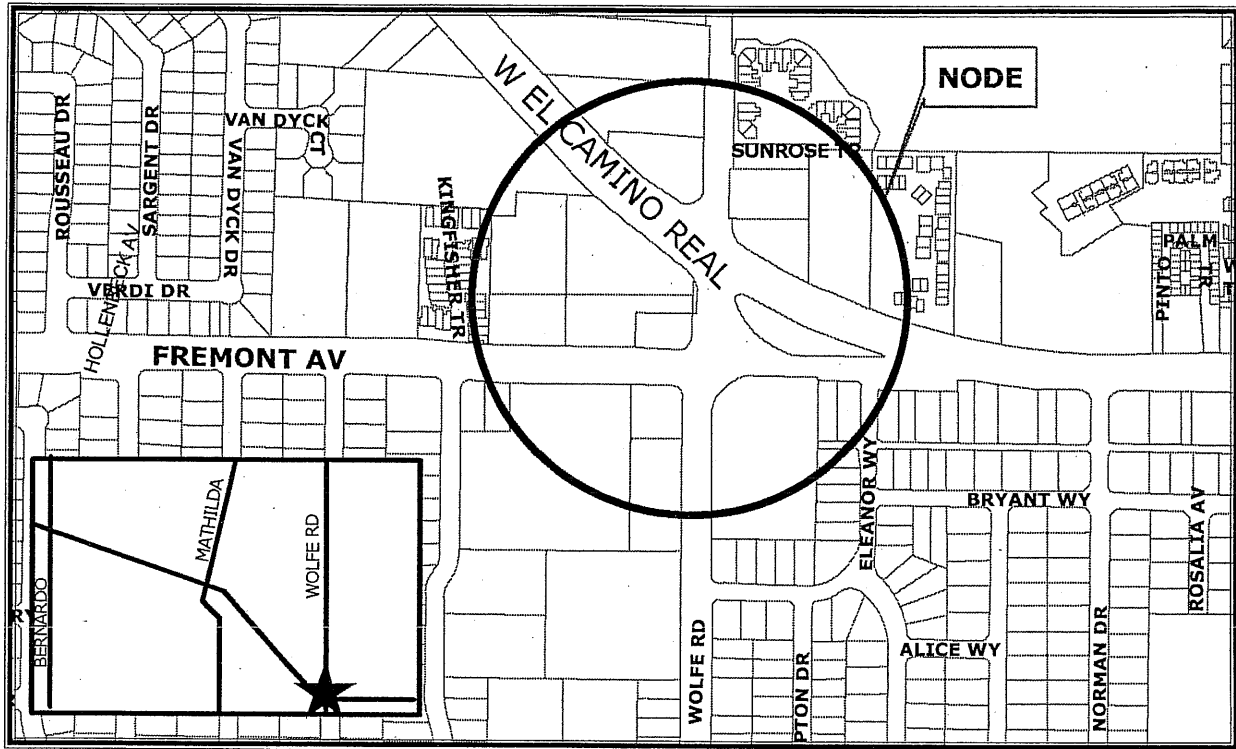 NODE
W EL CAMINO REAL
ROUSSEAU DR
SARGENT DR
VAN DYCK
CT
VAN DYCK DR
SUNROSE TR
KINGFISHER TR
HOLLENBECK AV
VERDI DR
PALM
TR
PINTO
W
T
FREMONT AV
ELEANOR WY
BRYANT WY
ROSALIA AV
MATHILDA
WOLFE RD
BERNARDO
WOLFE RD
PTON DR
ALICE WY
NORMAN DR